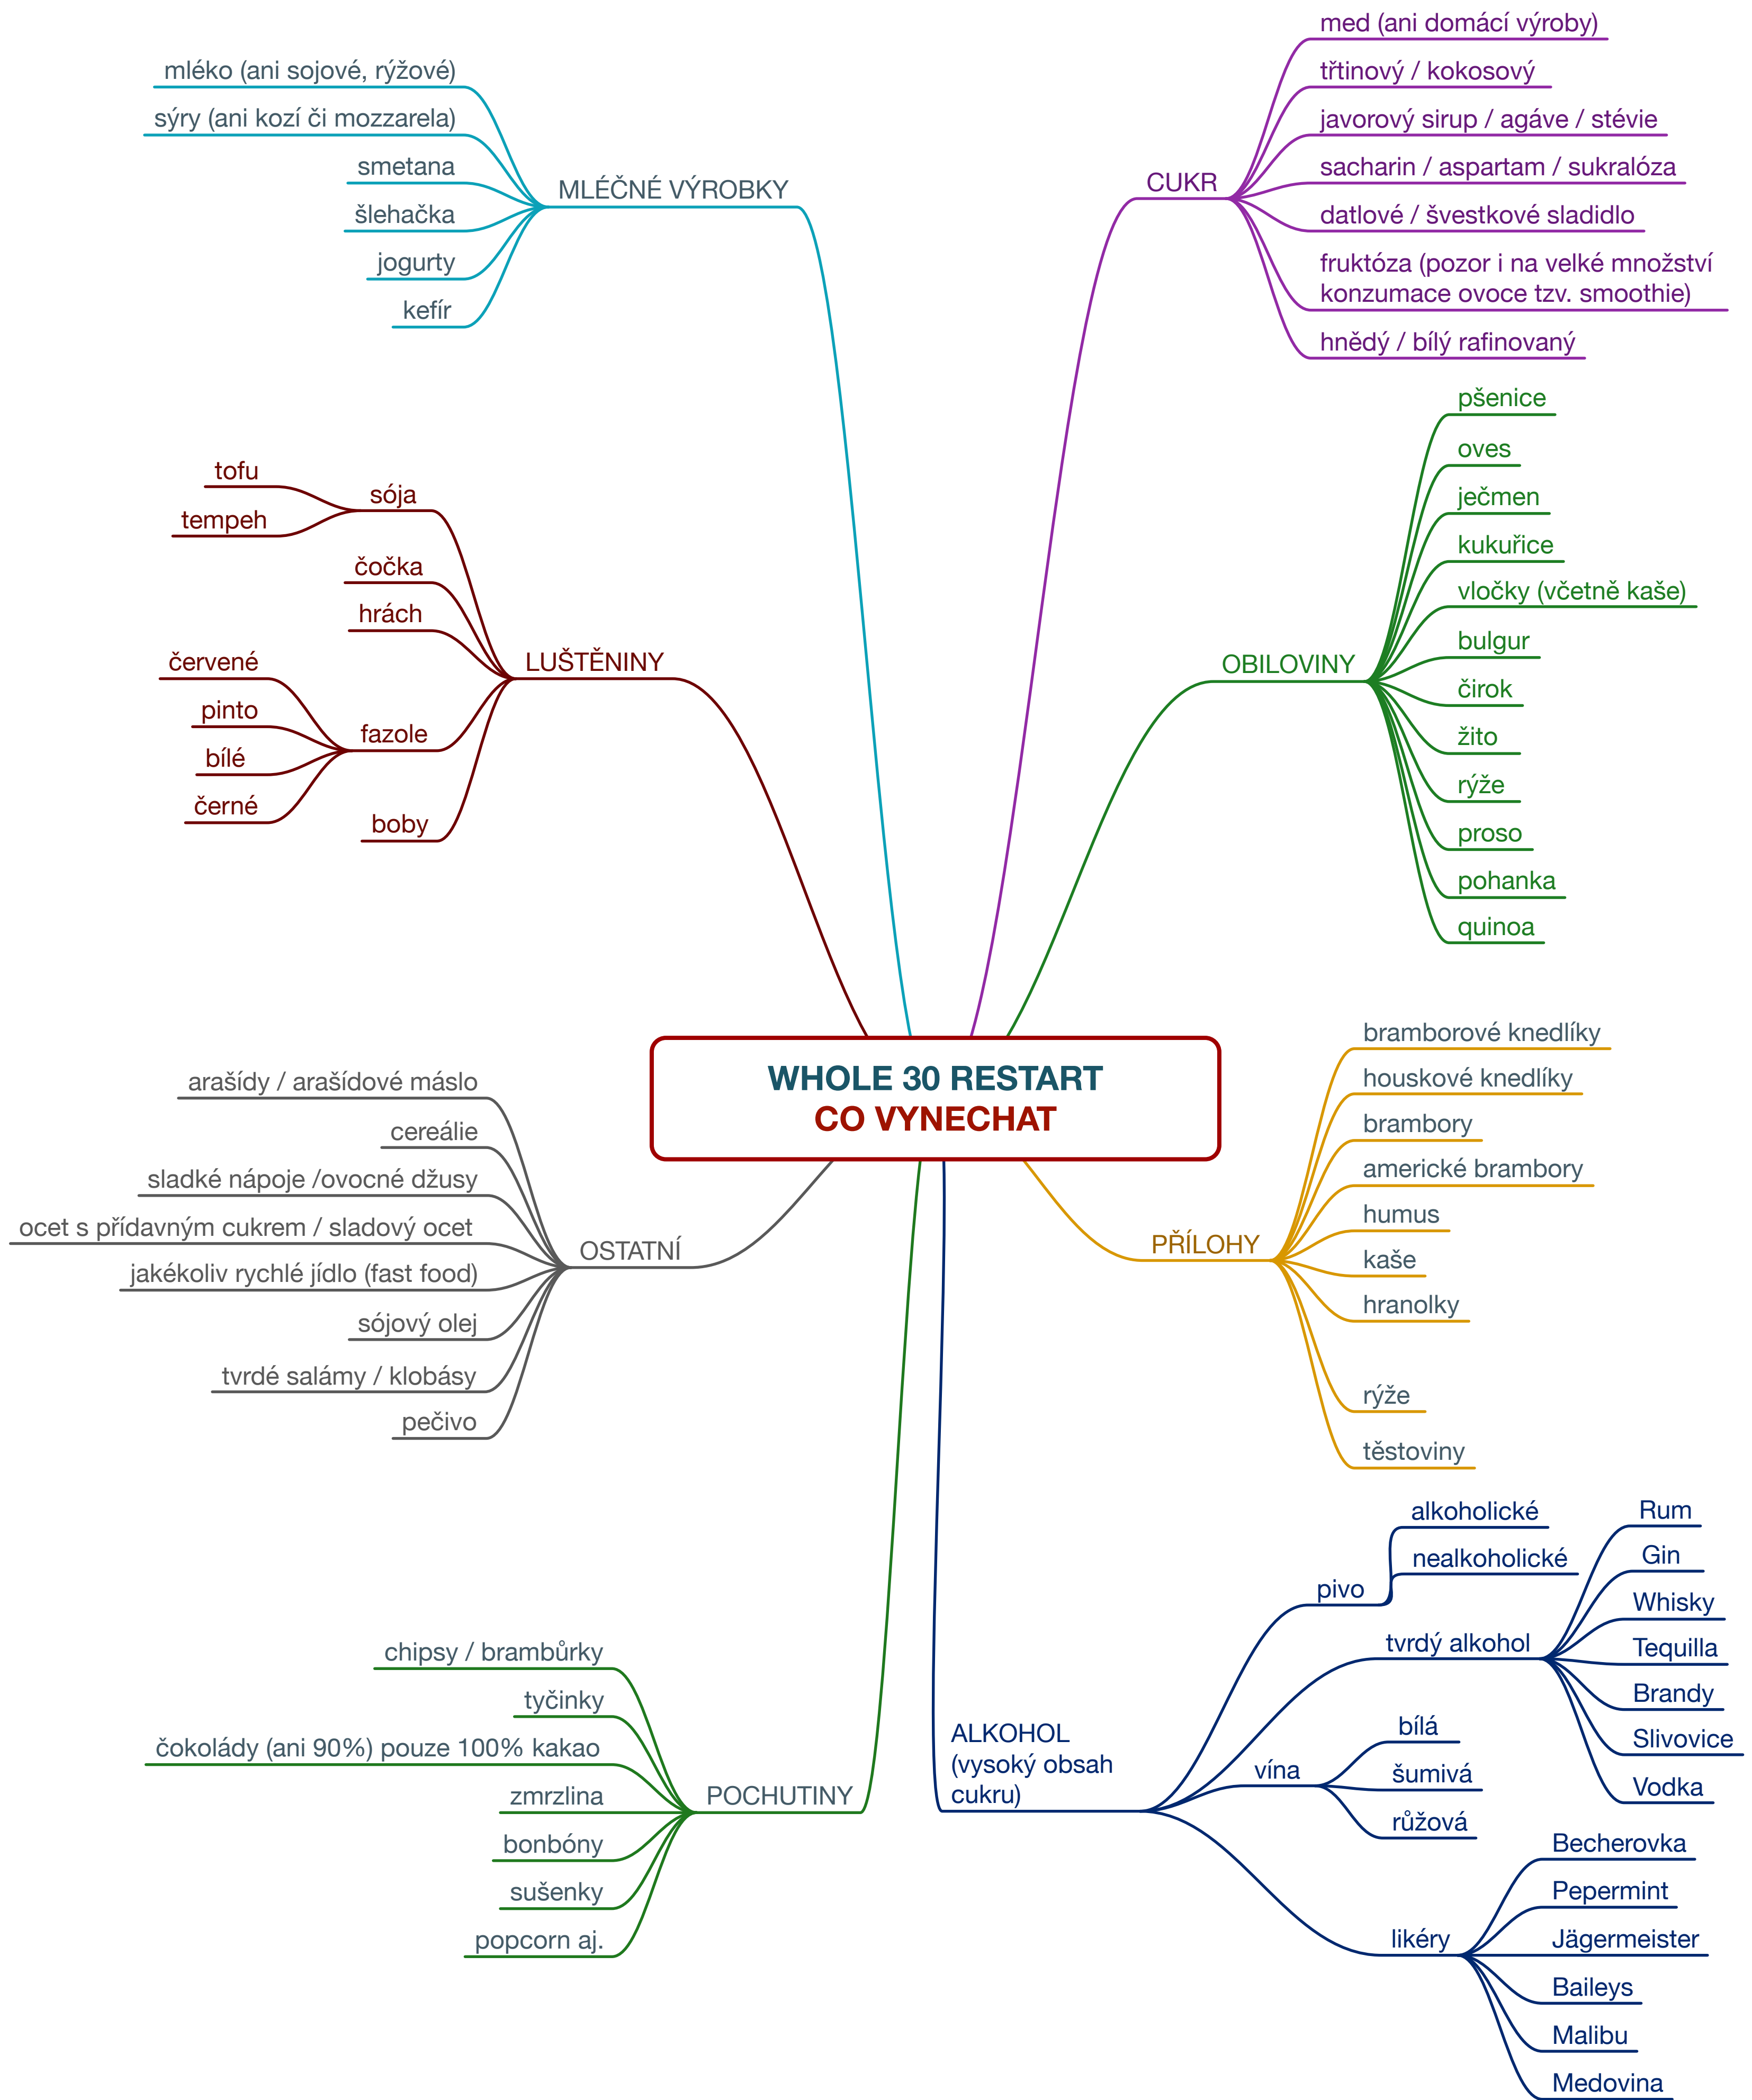 WHOLE 30 RESTART
CO VYNECHAT
MLÉČNÉ VÝROBKY
mléko (ani sojové, rýžové)
sýry (ani kozí či mozzarela)
smetana
šlehačka
jogurty
kefír
LUŠTĚNINY
sója
tofu
tempeh
čočka
hrách
fazole
červené
pinto
bílé
černé
boby
OSTATNÍ
arašídy / arašídové máslo
cereálie
sladké nápoje /ovocné džusy
ocet s přídavným cukrem / sladový ocet
jakékoliv rychlé jídlo (fast food)
sójový olej
tvrdé salámy / klobásy
pečivo
POCHUTINY
chipsy / brambůrky
tyčinky
čokolády (ani 90%) pouze 100% kakao
zmrzlina
bonbóny
sušenky
popcorn aj.
CUKR
med (ani domácí výroby)
třtinový / kokosový
javorový sirup / agáve / stévie
sacharin / aspartam / sukralóza
datlové / švestkové sladidlo
fruktóza (pozor i na velké množství
konzumace ovoce tzv. smoothie)
hnědý / bílý rafinovaný
OBILOVINY
pšenice
oves
ječmen
kukuřice
vločky (včetně kaše)
bulgur
čirok
žito
rýže
proso
pohanka
quinoa
PŘÍLOHY
bramborové knedlíky
houskové knedlíky
brambory
americké brambory
humus
kaše
hranolky
rýže
těstoviny
ALKOHOL
(vysoký obsah
cukru)
pivo
alkoholické
nealkoholické
tvrdý alkohol
Rum
Gin
Whisky
Tequilla
Brandy
Slivovice
Vodka
vína
bílá
šumivá
růžová
likéry
Becherovka
Pepermint
Jägermeister
Baileys
Malibu
Medovina